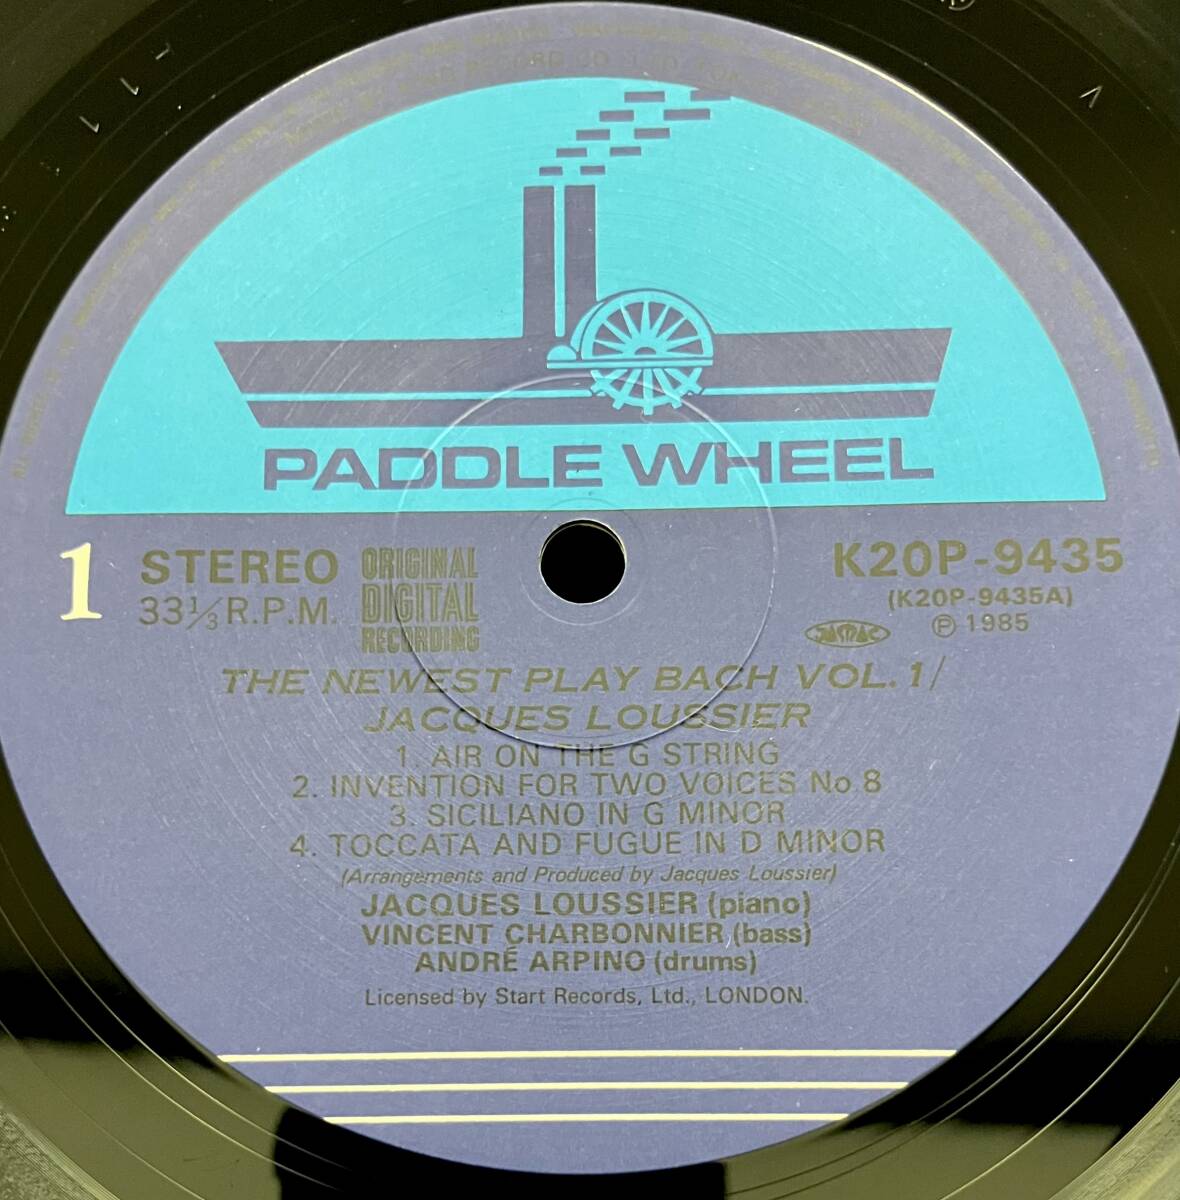 PADDLE WHEEL
1
STEREO
33⅓ R.P.M.
ORIGINAL
DIGITAL
RECORDING
K20P-9435
(K20P-9435A)
JASRAC
℗ 1985
THE NEWEST PLAY BACH VOL. 1/
JACQUES LOUSSIER
1. AIR ON THE G STRING
2. INVENTION FOR TWO VOICES No 8
3. SICILIANO IN G MINOR
4. TOCCATA AND FUGUE IN D MINOR
(Arrangements and Produced by Jacques Loussier)
JACQUES LOUSSIER (piano)
VINCENT CHARBONNIER (bass)
ANDRÉ ARPINO (drums)
Licensed by Start Records, Ltd., LONDON.